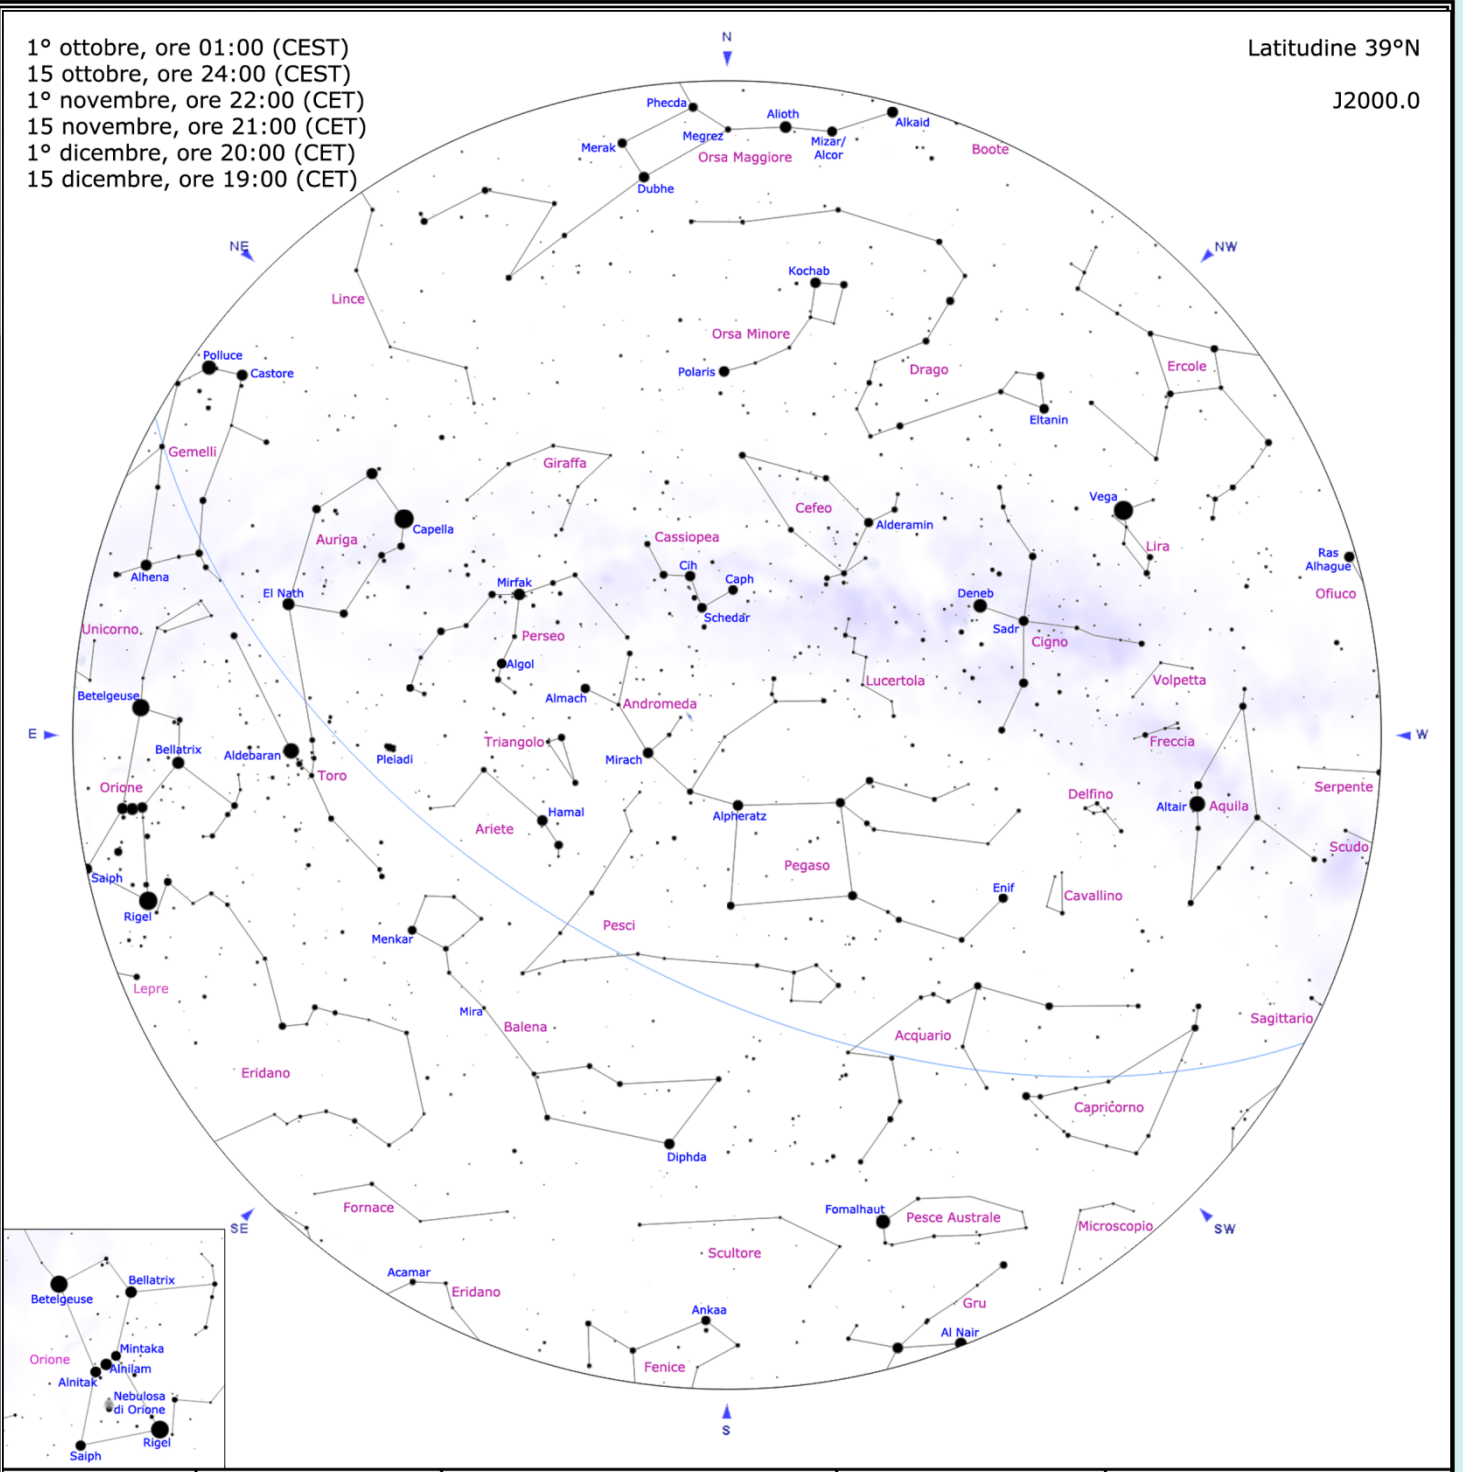 1° ottobre, ore 01:00 (CEST)
15 ottobre, ore 24:00 (CEST)
1° novembre, ore 22:00 (CET)
15 novembre, ore 21:00 (CET)
1° dicembre, ore 20:00 (CET)
15 dicembre, ore 19:00 (CET)
Latitudine 39°N
J2000.0
N
Phecda
Alioth
Alkaid
Megrez
Mizar/
Alcor
Merak
Orsa Maggiore
Boote
Dubhe
NE
NW
Kochab
Lince
Orsa Minore
Polluce
Castore
Polaris
Drago
Ercole
Eltanin
Gemelli
Giraffa
Vega
Cefeo
Capella
Alderamin
Auriga
Cassiopea
Lira
Ras
Alhague
Alhena
Cih
Caph
Mirfak
El Nath
Deneb
Ofiuco
Schedar
Unicorno
Perseo
Sadr
Cigno
Algol
Lucertola
Volpetta
Betelgeuse
Almach
Andromeda
E
W
Triangolo
Freccia
Bellatrix
Aldebaran
Pleiadi
Mirach
Toro
Orione
Serpente
Delfino
Altair
Aquila
Hamal
Alpheratz
Ariete
Scudo
Pegaso
Saiph
Enif
Cavallino
Rigel
Pesci
Menkar
Lepre
Mira
Balena
Sagittario
Acquario
Eridano
Capricorno
Diphda
Fornace
Fomalhaut
Pesce Australe
SE
SW
Microscopio
Scultore
Acamar
Eridano
Gru
Ankaa
Al Nair
Fenice
S
Bellatrix
Betelgeuse
Mintaka
Orione
Alnilam
Alnitak
Nebulosa
di Orione
Rigel
Saiph